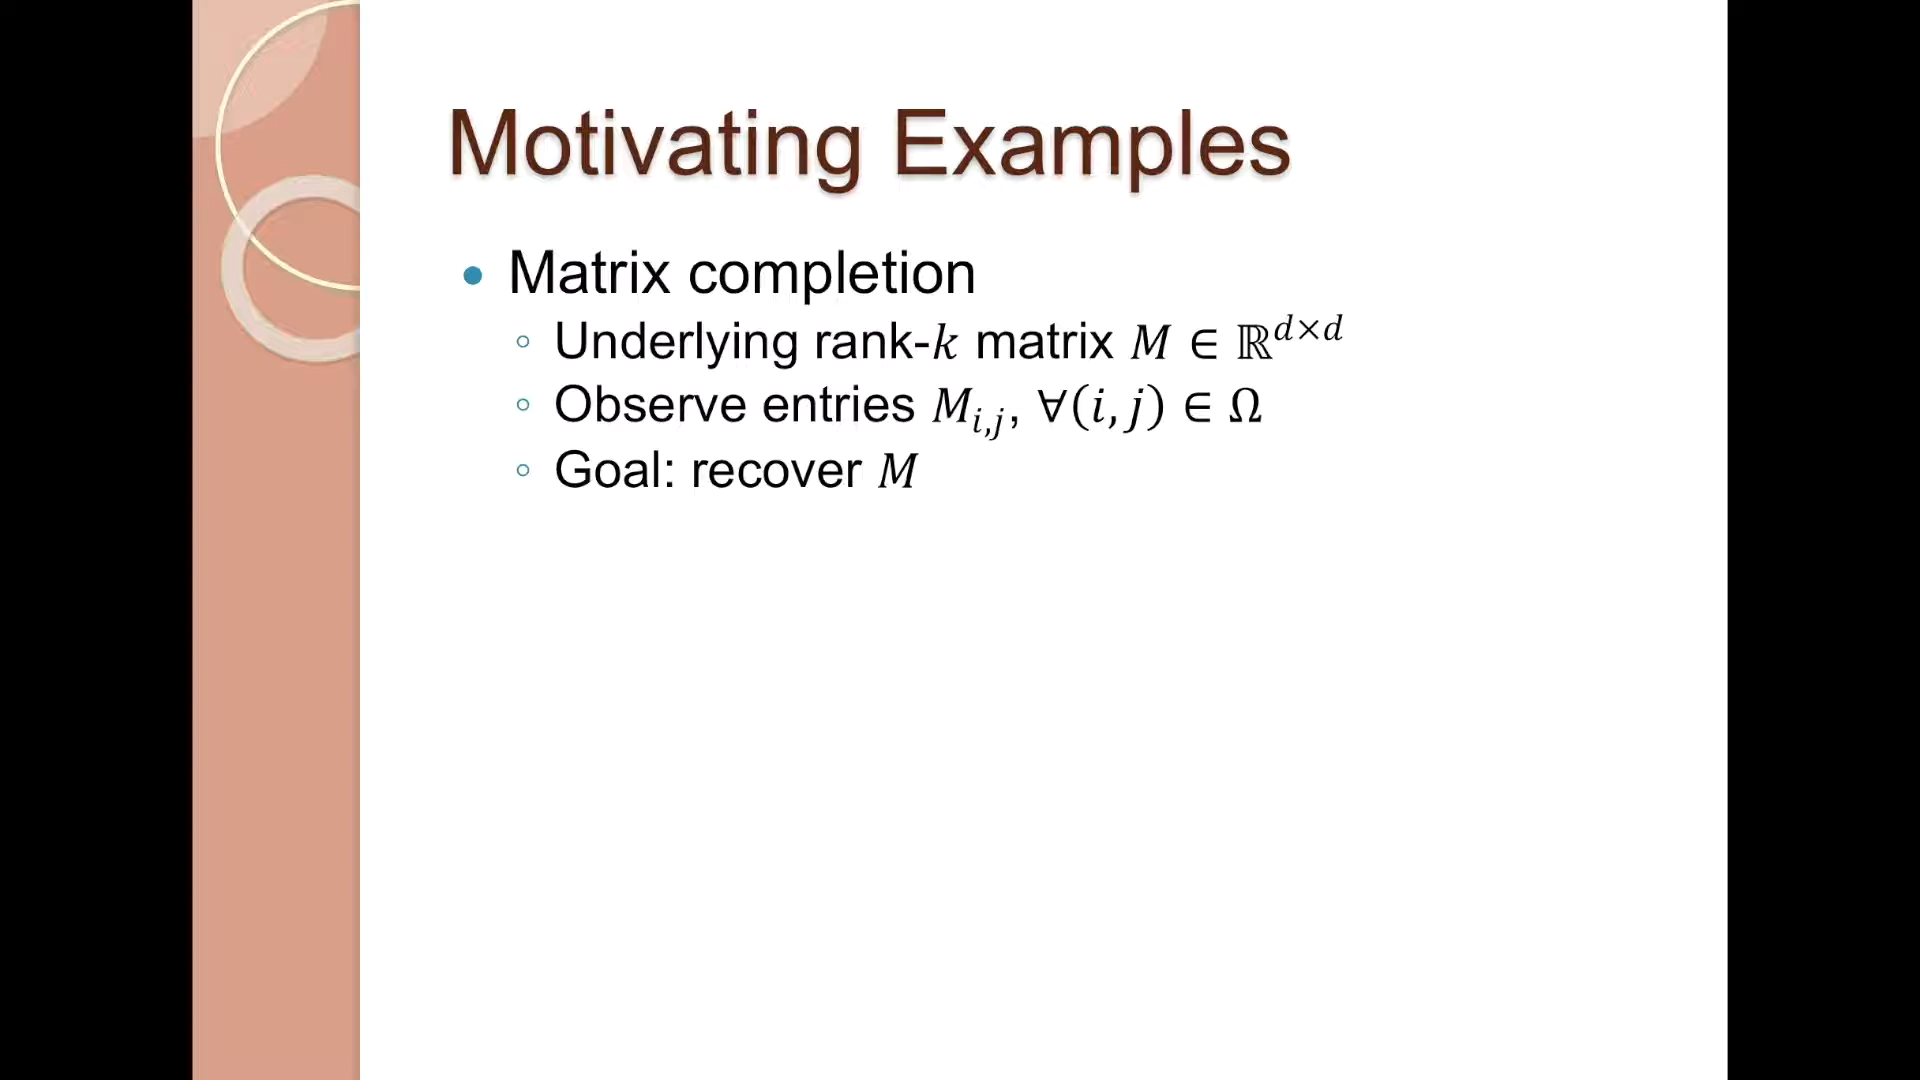 Motivating Examples
• Matrix completion
◦ Underlying rank-𝑘 matrix 𝑀 ∈ ℝ^{𝑑×𝑑}
◦ Observe entries 𝑀_{𝑖,𝑗}, ∀(𝑖,𝑗) ∈ Ω
◦ Goal: recover 𝑀